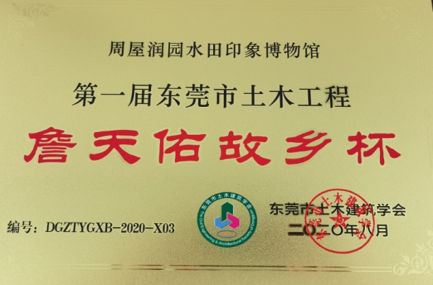 周屋润园水田印象博物馆
第一届东莞市土木工程
詹天佑故乡杯
编号：DGZTYGXB-2020-X03
东莞市土木建筑学会
二〇二〇年八月